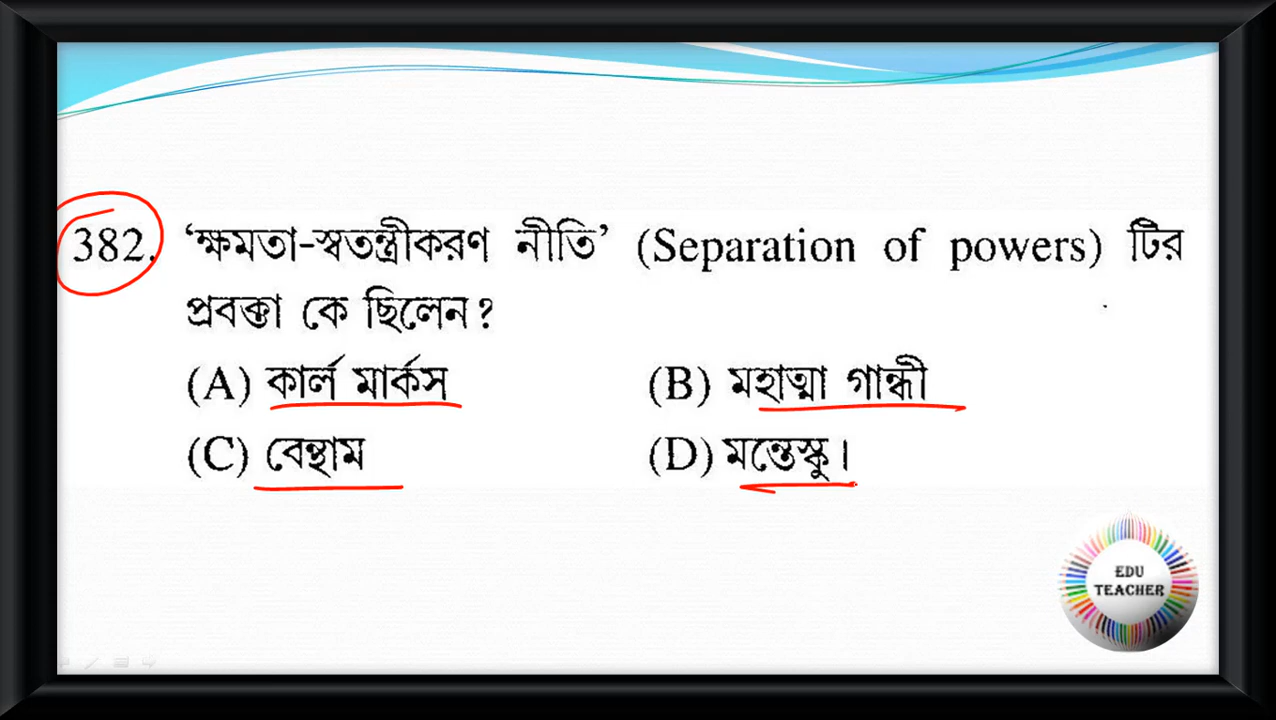 382. ‘ক্ষমতা-স্বতন্ত্রীকরণ নীতি’ (Separation of powers) টির
প্রবক্তা কে ছিলেন?
(A) কার্ল মার্কস (B) মহাত্মা গান্ধী
(C) বেন্থাম (D) মন্তেস্কু।
EDU
TEACHER